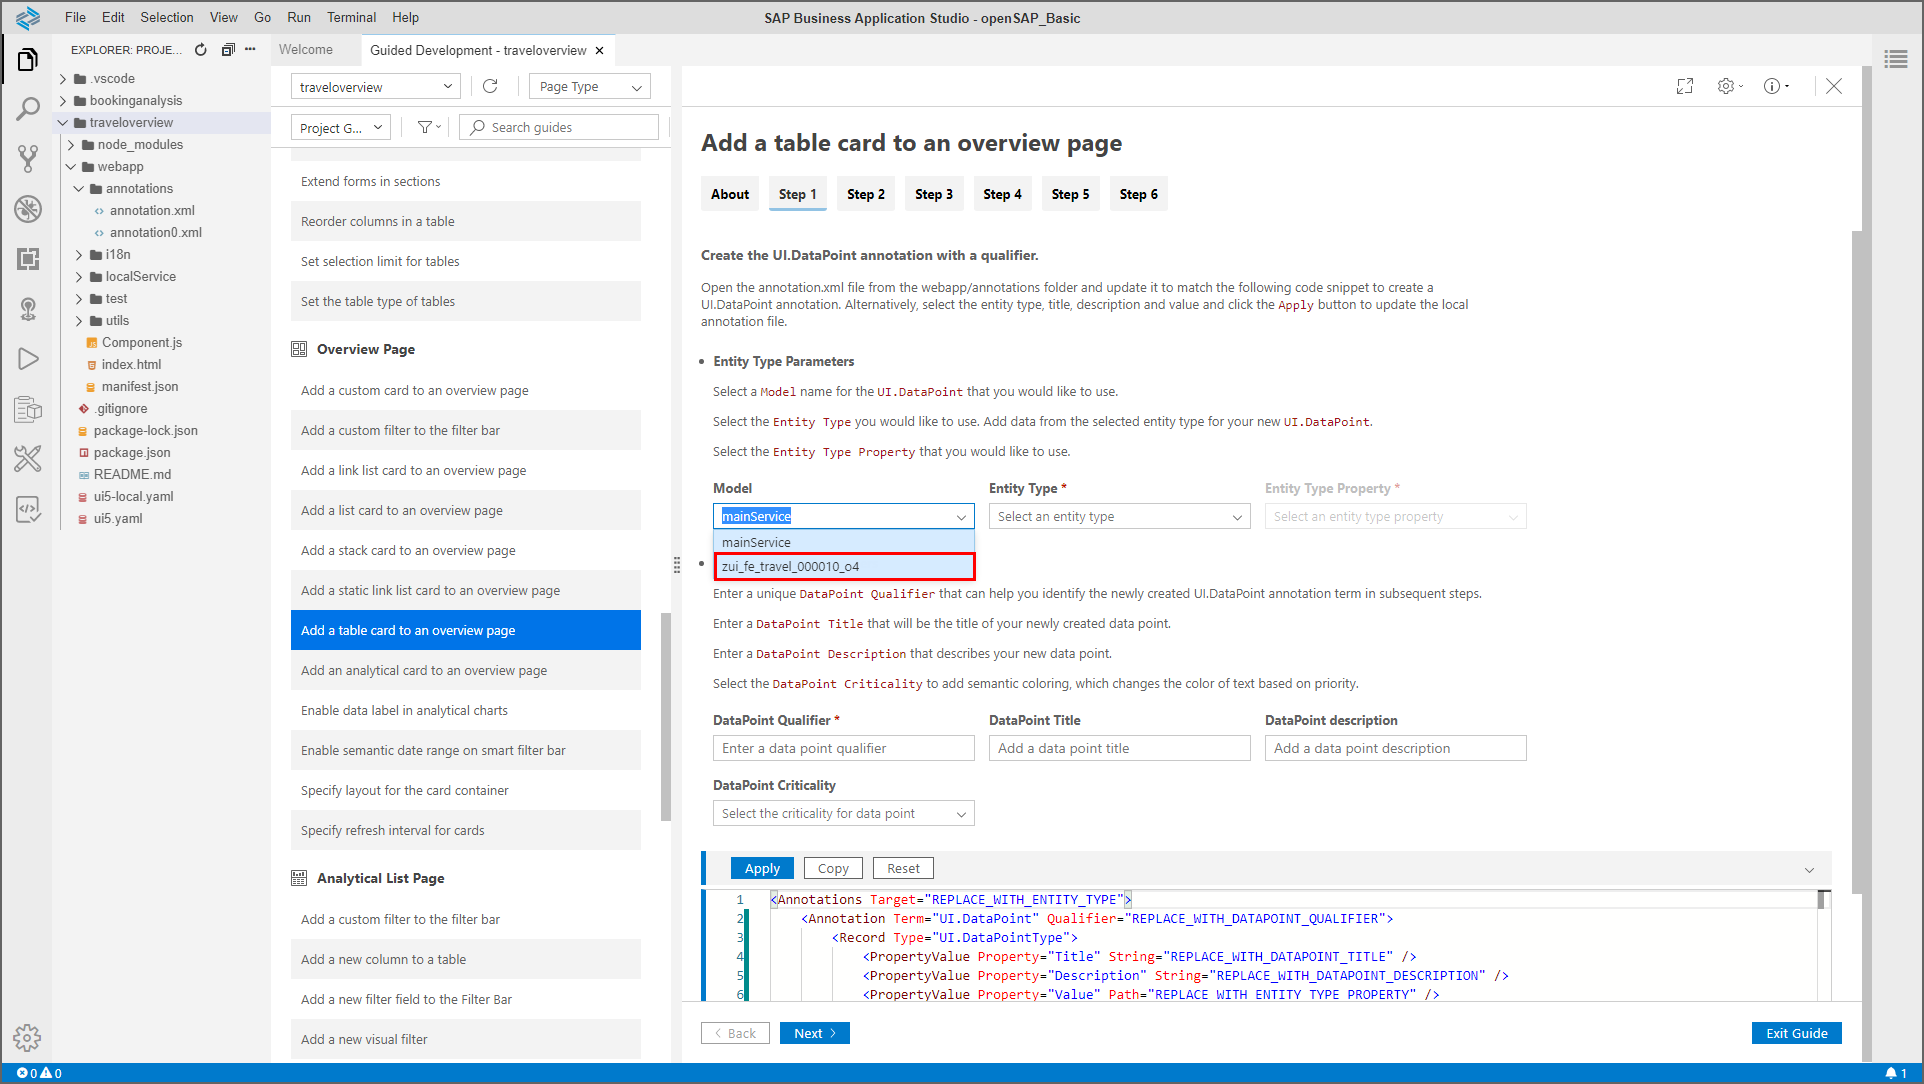 File Edit Selection View Go Run Terminal Help
SAP Business Application Studio - openSAP_Basic
EXPLORER: PROJE...
.vscode
bookinganalysis
traveloverview
node_modules
webapp
annotations
annotation.xml
annotation0.xml
i18n
localService
test
utils
Component.js
index.html
manifest.json
.gitignore
package-lock.json
package.json
README.md
ui5-local.yaml
ui5.yaml
Welcome
Guided Development - traveloverview
traveloverview
Page Type
Project G...
Search guides
Extend forms in sections
Reorder columns in a table
Set selection limit for tables
Set the table type of tables
Overview Page
Add a custom card to an overview page
Add a custom filter to the filter bar
Add a link list card to an overview page
Add a list card to an overview page
Add a stack card to an overview page
Add a static link list card to an overview page
Add a table card to an overview page
Add an analytical card to an overview page
Enable data label in analytical charts
Enable semantic date range on smart filter bar
Specify layout for the card container
Specify refresh interval for cards
Analytical List Page
Add a custom filter to the filter bar
Add a new column to a table
Add a new filter field to the Filter Bar
Add a new visual filter
Add a table card to an overview page
About Step 1 Step 2 Step 3 Step 4 Step 5 Step 6
Create the UI.DataPoint annotation with a qualifier.
Open the annotation.xml file from the webapp/annotations folder and update it to match the following code snippet to create a
UI.DataPoint annotation. Alternatively, select the entity type, title, description and value and click the Apply button to update the local
annotation file.
• Entity Type Parameters
Select a Model name for the UI.DataPoint that you would like to use.
Select the Entity Type you would like to use. Add data from the selected entity type for your new UI.DataPoint.
Select the Entity Type Property that you would like to use.
Model Entity Type * Entity Type Property *
mainService Select an entity type Select an entity type property
mainService
zui_fe_travel_000010_o4
Enter a unique DataPoint Qualifier that can help you identify the newly created UI.DataPoint annotation term in subsequent steps.
Enter a DataPoint Title that will be the title of your newly created data point.
Enter a DataPoint Description that describes your new data point.
Select the DataPoint Criticality to add semantic coloring, which changes the color of text based on priority.
DataPoint Qualifier * DataPoint Title DataPoint description
Enter a data point qualifier Add a data point title Add a data point description
DataPoint Criticality
Select the criticality for data point
Apply Copy Reset
1 <Annotations Target="REPLACE_WITH_ENTITY_TYPE">
2 <Annotation Term="UI.DataPoint" Qualifier="REPLACE_WITH_DATAPOINT_QUALIFIER">
3 <Record Type="UI.DataPointType">
4 <PropertyValue Property="Title" String="REPLACE_WITH_DATAPOINT_TITLE" />
5 <PropertyValue Property="Description" String="REPLACE_WITH_DATAPOINT_DESCRIPTION" />
6 <PropertyValue Property="Value" Path="REPLACE_WITH_ENTITY_TYPE_PROPERTY" />
Back Next Exit Guide
0 0 1